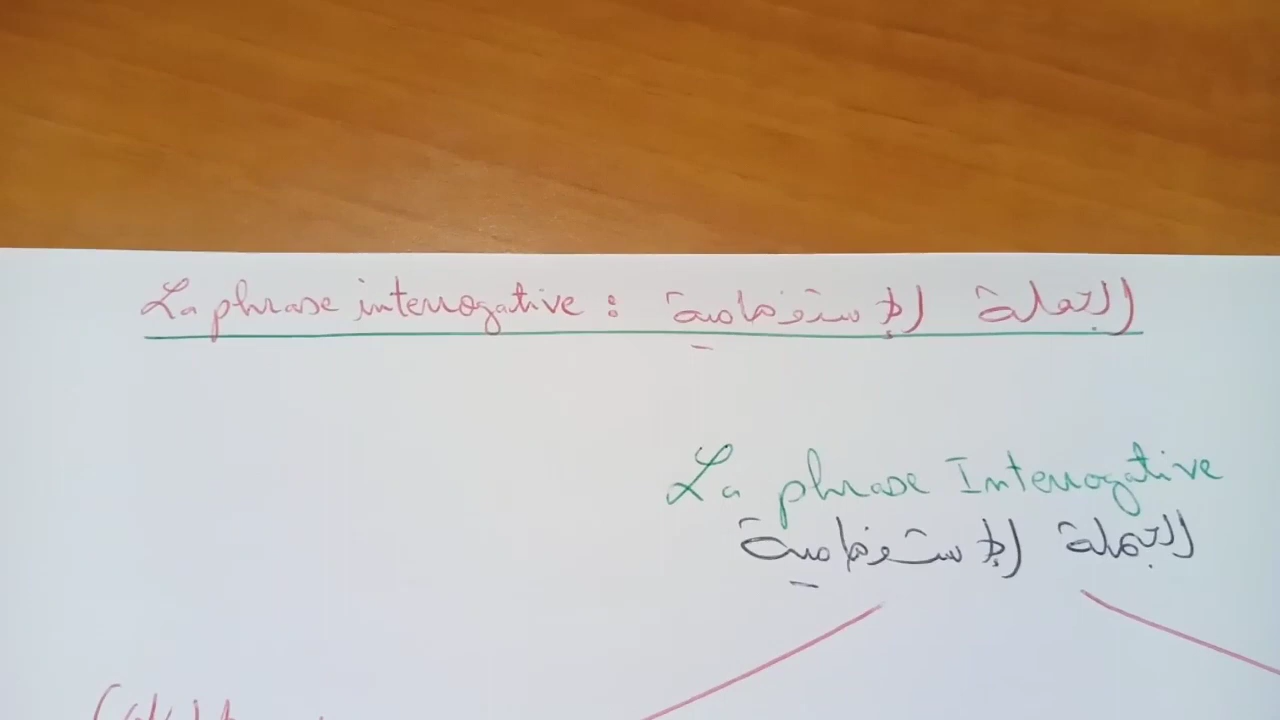 La phrase interrogative : الجملة الإستفهامية
La phrase Interrogative
الجملة الإستفهامية